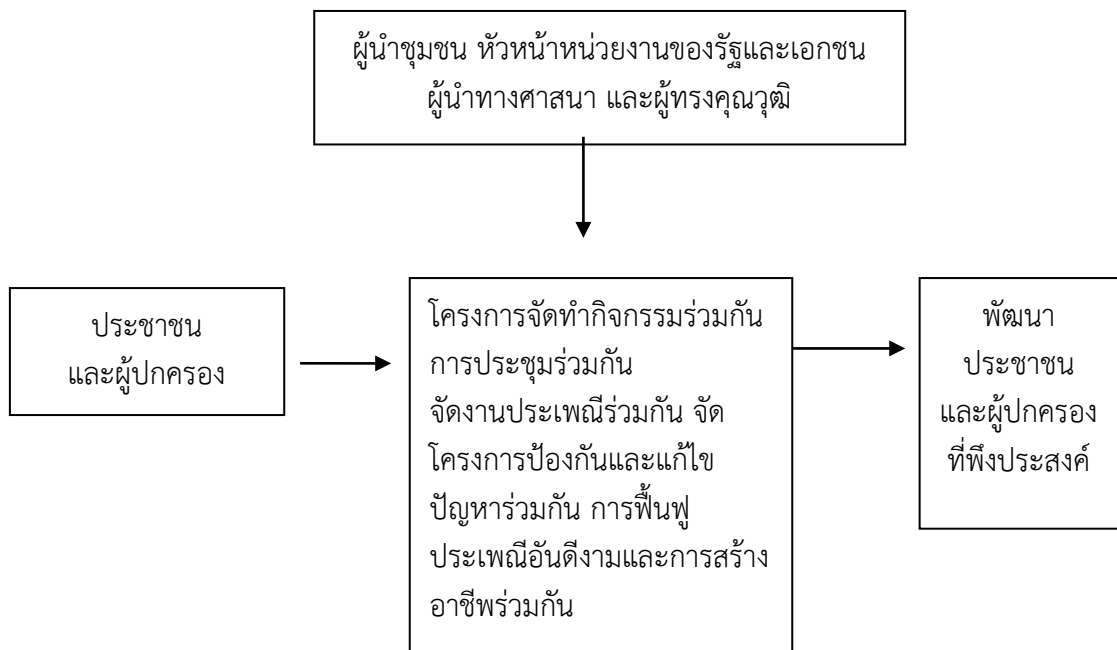 ผู้นำชุมชน หัวหน้าหน่วยงานของรัฐและเอกชน
ผู้นำทางศาสนา และผู้ทรงคุณวุฒิ
ประชาชน
และผู้ปกครอง
โครงการจัดทำกิจกรรมร่วมกัน
การประชุมร่วมกัน
จัดงานประเพณีร่วมกัน จัด
โครงการป้องกันและแก้ไข
ปัญหาร่วมกัน การฟื้นฟู
ประเพณีอันดีงามและการสร้าง
อาชีพร่วมกัน
พัฒนา
ประชาชน
และผู้ปกครอง
ที่พึงประสงค์